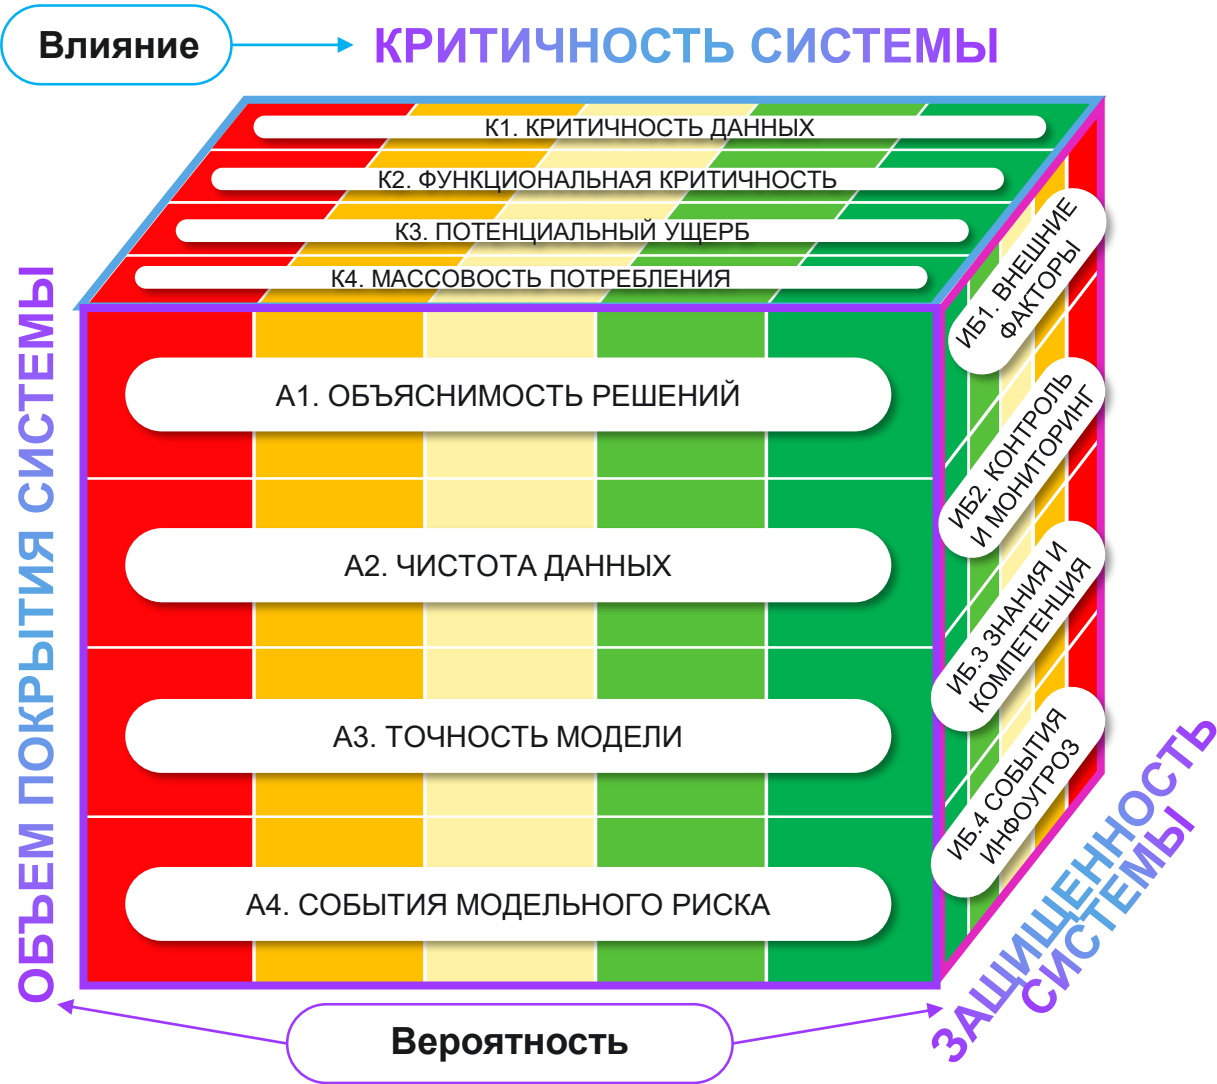 Влияние
КРИТИЧНОСТЬ СИСТЕМЫ
К1. КРИТИЧНОСТЬ ДАННЫХ
К2. ФУНКЦИОНАЛЬНАЯ КРИТИЧНОСТЬ
К3. ПОТЕНЦИАЛЬНЫЙ УЩЕРБ
К4. МАССОВОСТЬ ПОТРЕБЛЕНИЯ
ОБЪЕМ ПОКРЫТИЯ СИСТЕМЫ
А1. ОБЪЯСНИМОСТЬ РЕШЕНИЙ
А2. ЧИСТОТА ДАННЫХ
А3. ТОЧНОСТЬ МОДЕЛИ
А4. СОБЫТИЯ МОДЕЛЬНОГО РИСКА
ИБ1. ВНЕШНИЕ
ФАКТОРЫ
ИБ2. КОНТРОЛЬ
И МОНИТОРИНГ
ИБ.3 ЗНАНИЯ И
КОМПЕТЕНЦИЯ
ИБ.4 СОБЫТИЯ
ИНФОУГРОЗ
ЗАЩИЩЕННОСТЬ
СИСТЕМЫ
Вероятность